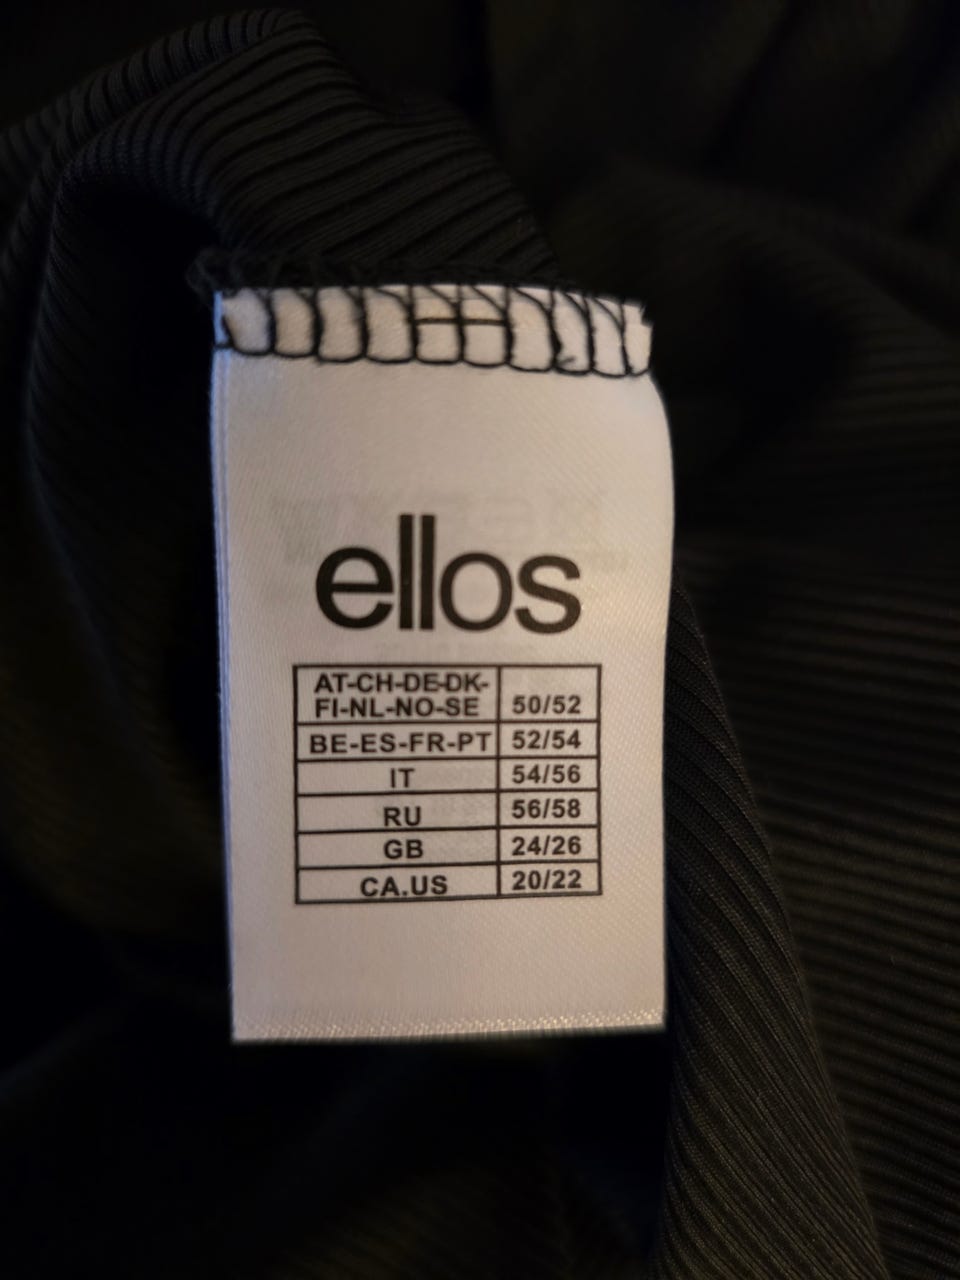 ellos
AT-CH-DE-DK-
FI-NL-NO-SE 50/52
BE-ES-FR-PT 52/54
IT 54/56
RU 56/58
GB 24/26
CA.US 20/22